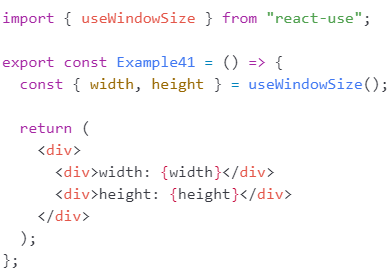 import { useWindowSize } from "react-use";

export const Example41 = () => {
  const { width, height } = useWindowSize();

  return (
    <div>
      <div>width: {width}</div>
      <div>height: {height}</div>
    </div>
  );
};